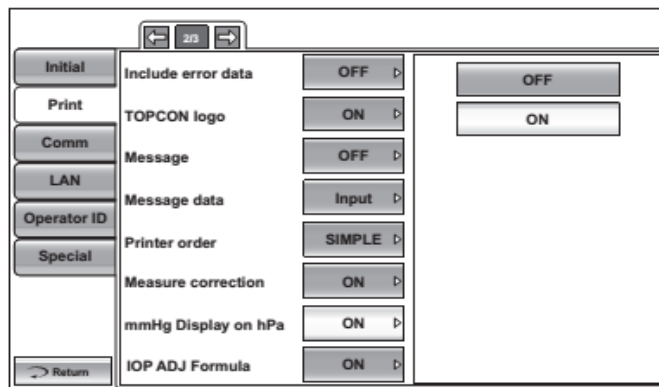 2/3
Initial
Print
Comm
LAN
Operator ID
Special
Return
Include error data OFF
TOPCON logo ON
Message OFF
Message data Input
Printer order SIMPLE
Measure correction ON
mmHg Display on hPa ON
IOP ADJ Formula ON
OFF
ON